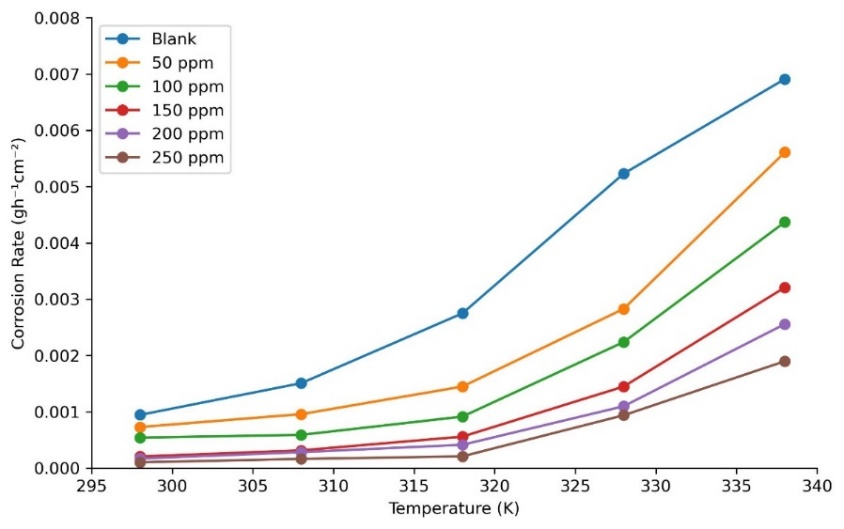 0.008
0.007
0.006
0.005
0.004
0.003
0.002
0.001
0.000
Corrosion Rate (gh⁻¹cm⁻²)
Blank
50 ppm
100 ppm
150 ppm
200 ppm
250 ppm
295 300 305 310 315 320 325 330 335 340
Temperature (K)